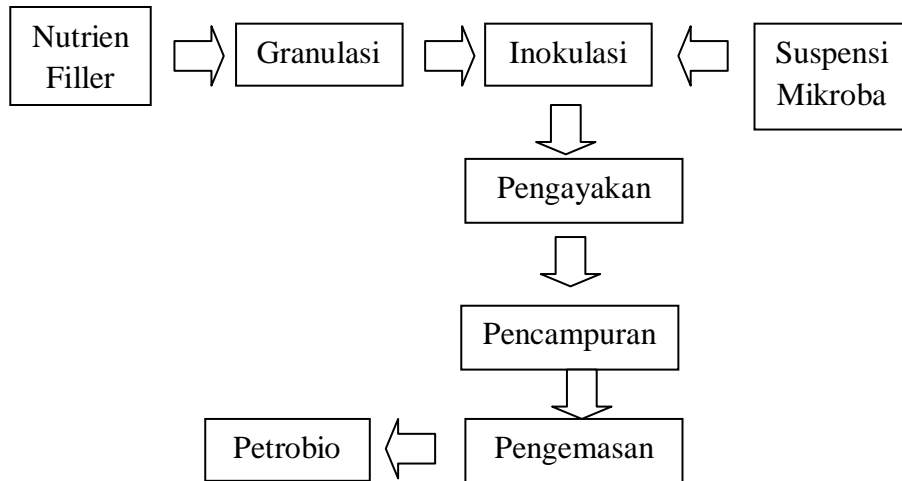 Nutrien
Filler
Granulasi
Inokulasi
Suspensi
Mikroba
Pengayakan
Pencampuran
Petrobio
Pengemasan